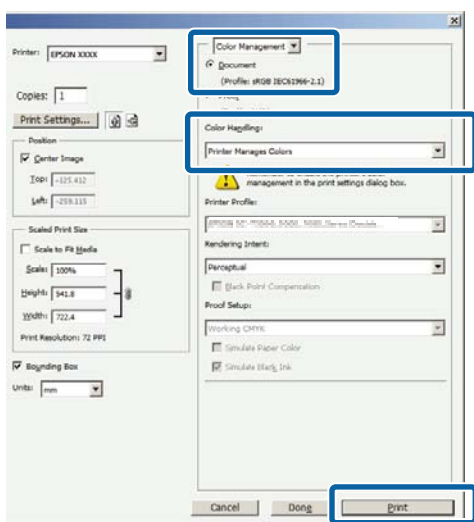 Printer: EPSON XXXX
Copies: 1
Print Settings...
Position
Center Image
Top: -125.412
Left: -259.115
Scaled Print Size
Scale to Fit Media
Scale: 100%
Height: 541.8
Width: 722.4
Print Resolution: 72 PPI
Bounding Box
Units: mm
Color Management
Document
(Profile: sRGB IEC61966-2.1)
Color Handling:
Printer Manages Colors
management in the print settings dialog box.
Printer Profile:
Rendering Intent:
Perceptual
Black Point Compensation
Proof Setup:
Working CMYK
Simulate Paper Color
Simulate Black Ink
Cancel
Done
Print